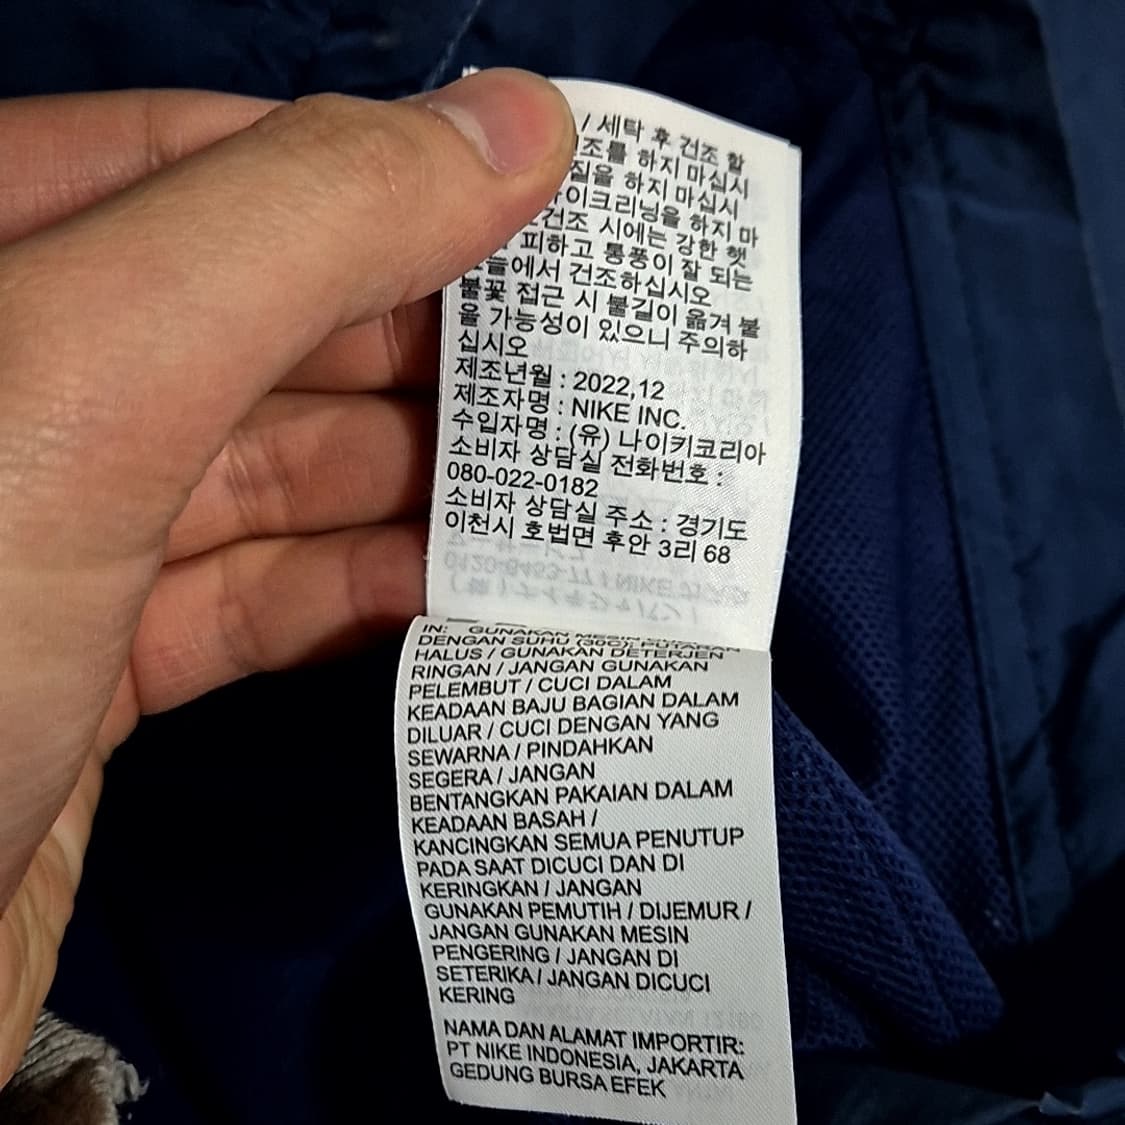 / 세탁 후 건조 할
조를 하지 마십시
질을 하지 마십시
이크리닝을 하지 마
건조 시에는 강한 햇
피하고 통풍이 잘 되는
늘에서 건조하십시오
불꽃 접근 시 불길이 옮겨 붙
을 가능성이 있으니 주의하
십시오
제조년월 : 2022,12
제조자명 : NIKE INC.
수입자명 : (유) 나이키코리아
소비자 상담실 전화번호 :
080-022-0182
소비자 상담실 주소 : 경기도
이천시 호법면 후안 3리 68
IN: GUNAKAN MESIN
DENGAN SUHU (30C), PUTARAN
HALUS / GUNAKAN DETERJEN
RINGAN / JANGAN GUNAKAN
PELEMBUT / CUCI DALAM
KEADAAN BAJU BAGIAN DALAM
DILUAR / CUCI DENGAN YANG
SEWARNA / PINDAHKAN
SEGERA / JANGAN
BENTANGKAN PAKAIAN DALAM
KEADAAN BASAH /
KANCINGKAN SEMUA PENUTUP
PADA SAAT DICUCI DAN DI
KERINGKAN / JANGAN
GUNAKAN PEMUTIH / DIJEMUR /
JANGAN GUNAKAN MESIN
PENGERING / JANGAN DI
SETERIKA / JANGAN DICUCI
KERING
NAMA DAN ALAMAT IMPORTIR:
PT NIKE INDONESIA, JAKARTA
GEDUNG BURSA EFEK